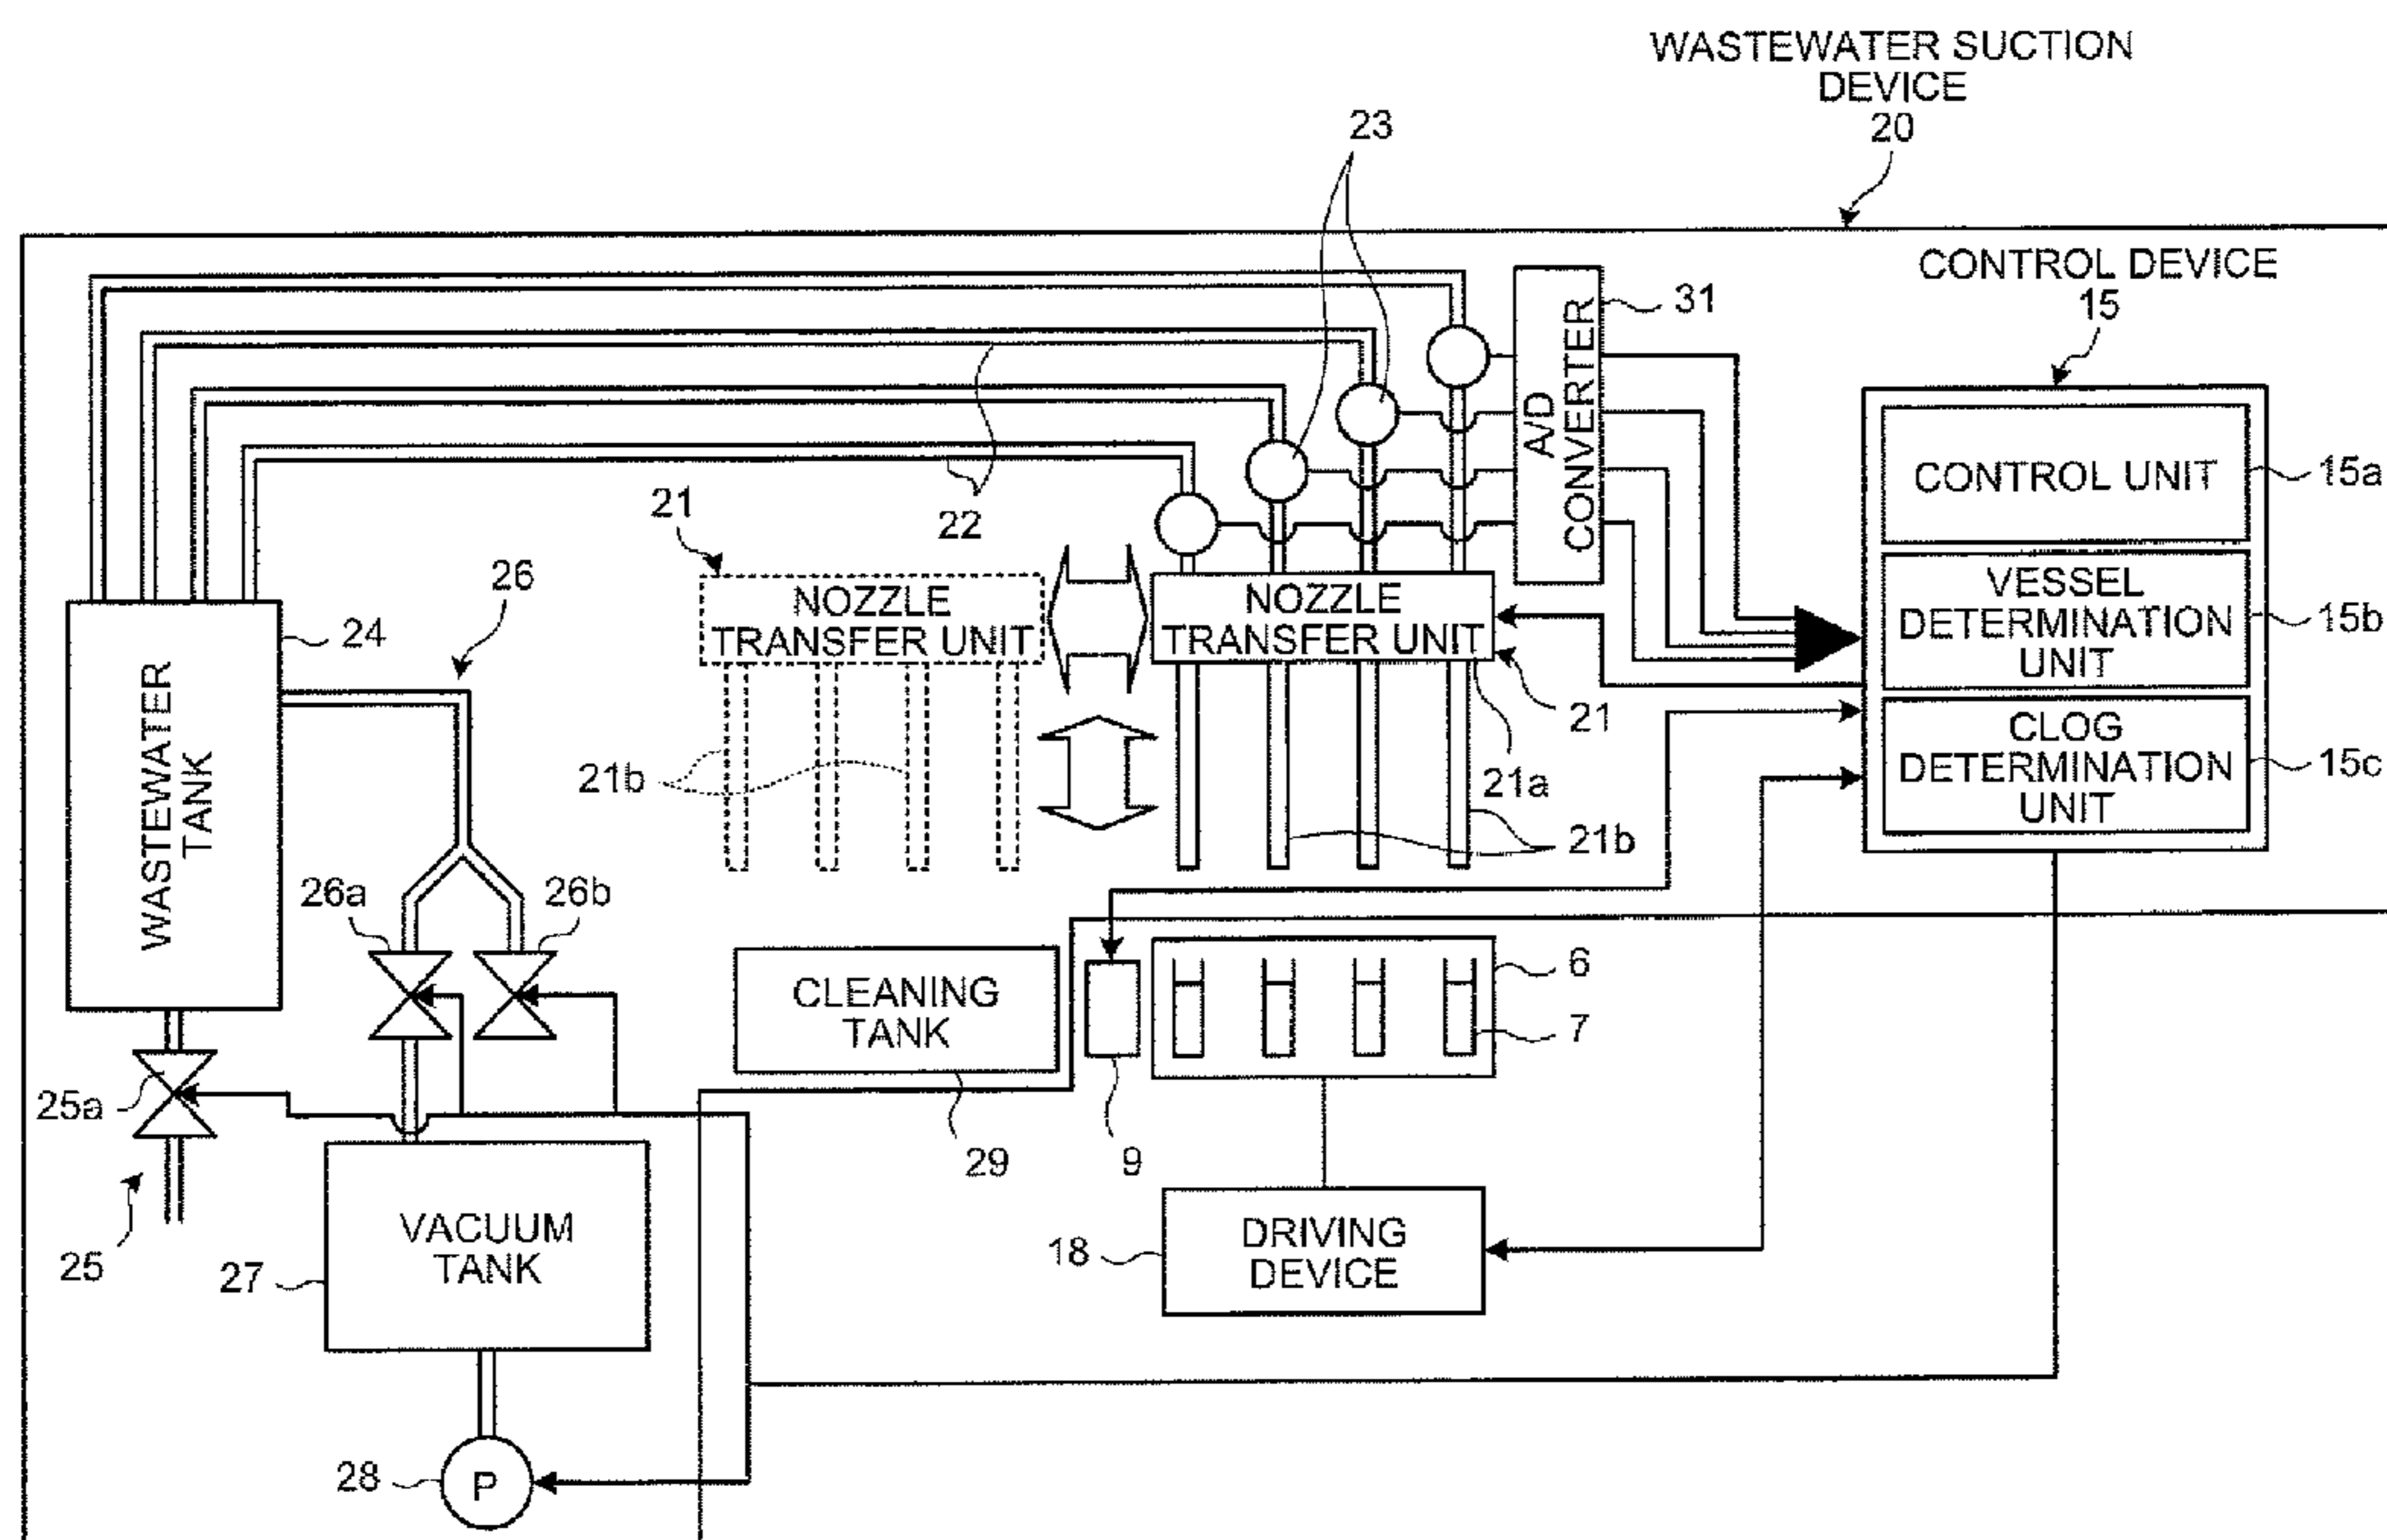 WASTEWATER SUCTION
DEVICE
20
23
CONTROL DEVICE
15
31
A/D
CONVERTER
CONTROL UNIT
15a
22
21
26
NOZZLE
TRANSFER UNIT
NOZZLE
TRANSFER UNIT
VESSEL
DETERMINATION
UNIT
15b
24
WASTEWATER
TANK
21
21a
21b
21b
CLOG
DETERMINATION
UNIT
15c
26a
26b
CLEANING
TANK
6
7
25a
29
9
25
VACUUM
TANK
27
18
DRIVING
DEVICE
28
P